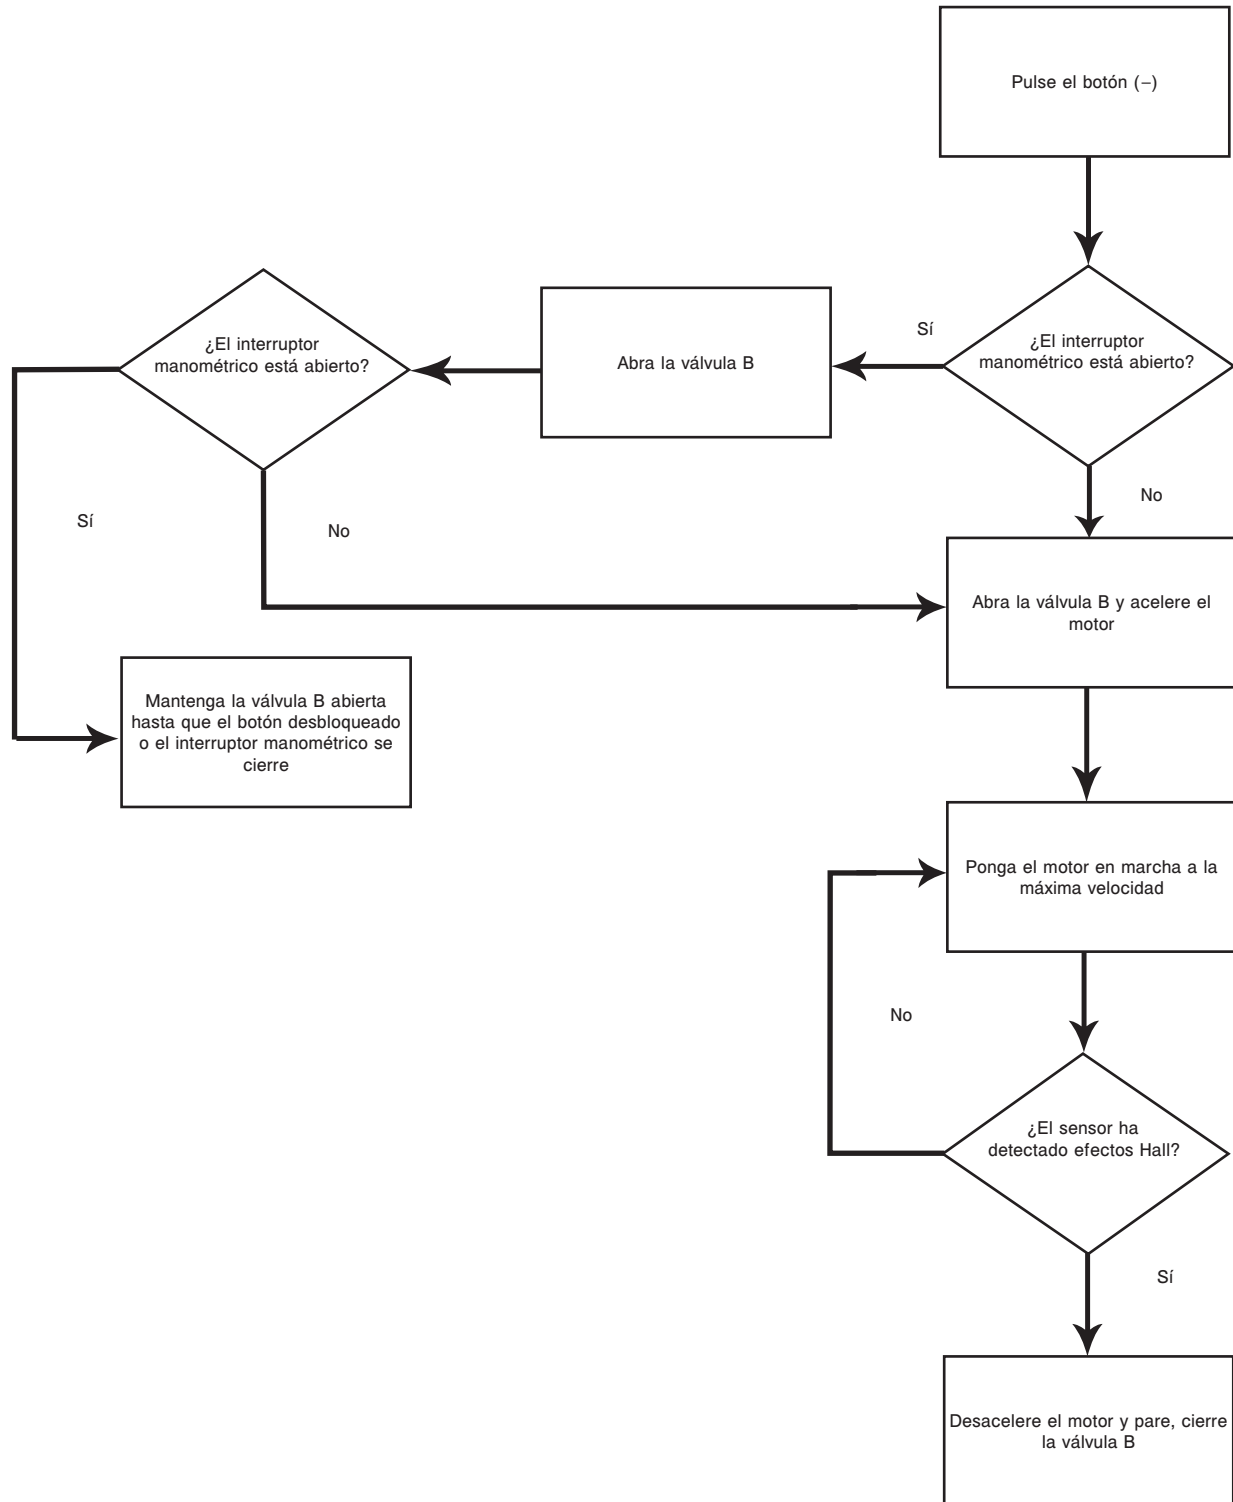 Pulse el botón (–)
Sí
¿El interruptor
manométrico está abierto?
Abra la válvula B
¿El interruptor
manométrico está abierto?
No
Sí
No
Abra la válvula B y acelere el
motor
Mantenga la válvula B abierta
hasta que el botón desbloqueado
o el interruptor manométrico se
cierre
Ponga el motor en marcha a la
máxima velocidad
No
¿El sensor ha
detectado efectos Hall?
Sí
Desacelere el motor y pare, cierre
la válvula B